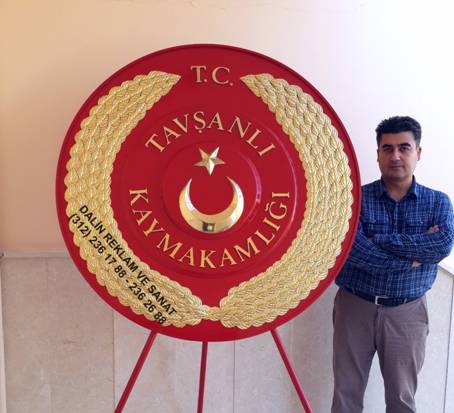 T.C.
TAVŞANLI
KAYMAKAMLIĞI
DALIN REKLAM VE SANAT
(312) 236 17 88 - 236 26 88